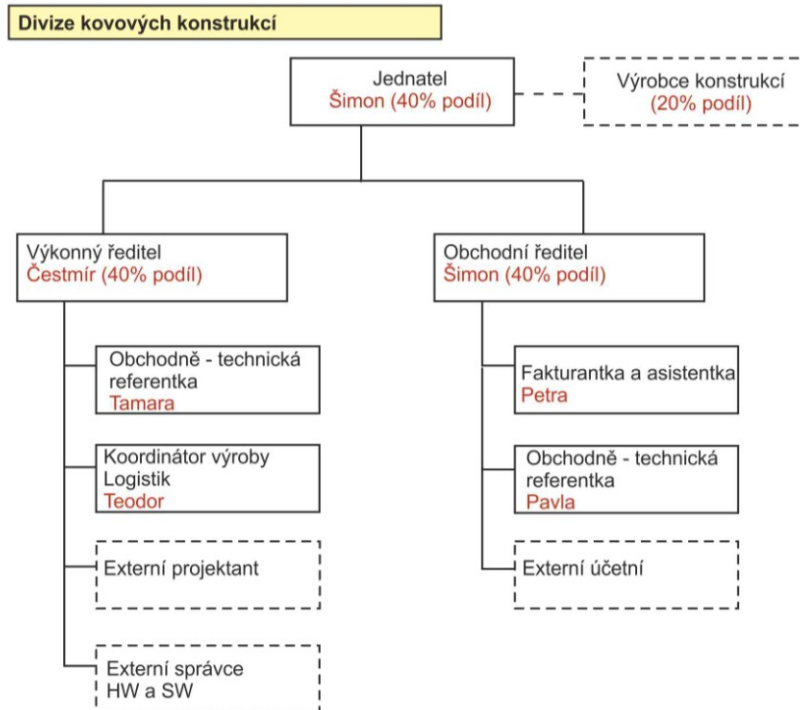 Divize kovových konstrukcí
Jednatel
Šimon (40% podíl)
Výrobce konstrukcí
(20% podíl)
Výkonný ředitel
Čestmír (40% podíl)
Obchodní ředitel
Šimon (40% podíl)
Obchodně - technická
referentka
Tamara
Koordinátor výroby
Logistik
Teodor
Externí projektant
Externí správce
HW a SW
Fakturantka a asistentka
Petra
Obchodně - technická
referentka
Pavla
Externí účetní